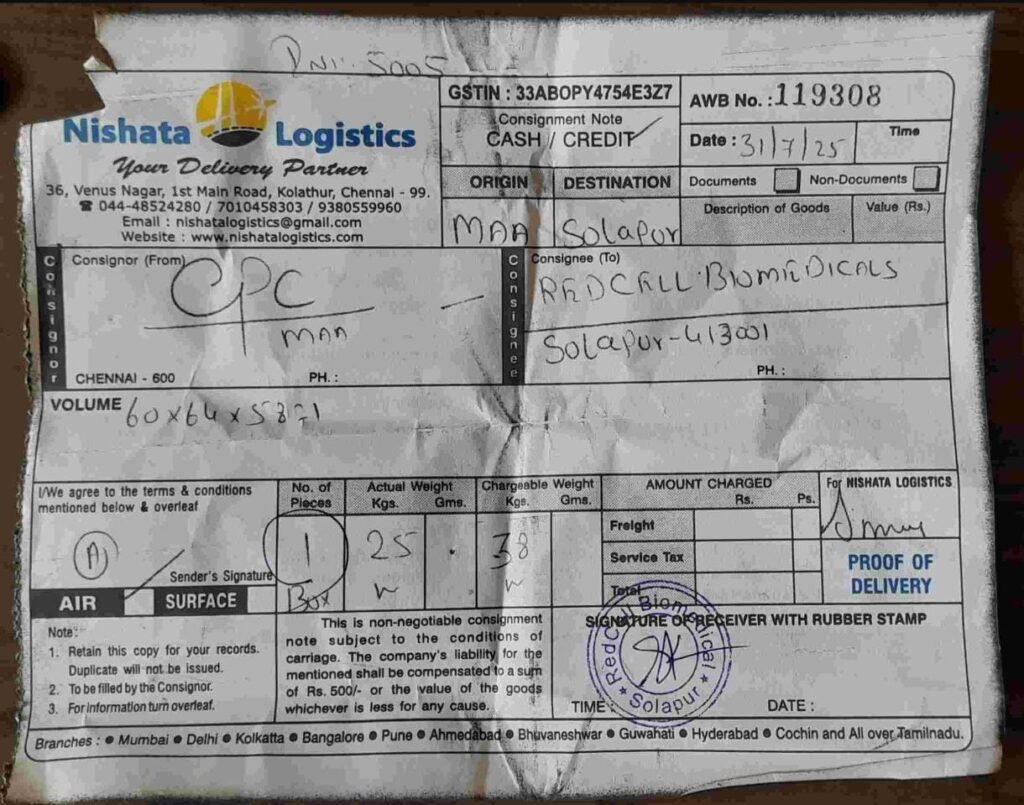 5005
Nishata Logistics
Your Delivery Partner
36, Venus Nagar, 1st Main Road, Kolathur, Chennai - 99.
☎ 044-48524280 / 7010458303 / 9380559960
Email : nishatalogistics@gmail.com
Website : www.nishatalogistics.com
GSTIN : 33ABOPY4754E3Z7
Consignment Note
CASH / CREDIT
AWB No. : 119308
Date : 31/7/25
Time
ORIGIN DESTINATION
MAA Solapur
Documents Non-Documents
Description of Goods Value (Rs.)
Consignor
Consignor (From)
CPC
MAA
CHENNAI - 600 PH. :
Consignee
Consignee (To)
REDCELL BIOMEDICALS
Solapur-413001
PH. :
VOLUME 60x64x58
I/We agree to the terms & conditions
mentioned below & overleaf
A
Sender's Signature
AIR SURFACE
No. of
Pieces
1
Box
Actual Weight
Kgs. Gms.
25
Chargeable Weight
Kgs. Gms.
38
AMOUNT CHARGED
Rs. Ps.
Freight
Service Tax
Total
For NISHATA LOGISTICS
PROOF OF
DELIVERY
Note:
1. Retain this copy for your records.
Duplicate will not be issued.
2. To be filled by the Consignor.
3. For information turn overleaf.
This is non-negotiable consignment
note subject to the conditions of
carriage. The company's liability for the
mentioned shall be compensated to a sum
of Rs. 500/- or the value of the goods
whichever is less for any cause.
SIGNATURE OF RECEIVER WITH RUBBER STAMP
RedCell Biomedical
Solapur
TIME : DATE :
Branches : ● Mumbai ● Delhi ● Kolkatta ● Bangalore ● Pune ● Ahmedabad ● Bhuvaneshwar ● Guwahati ● Hyderabad ● Cochin and All over Tamilnadu.